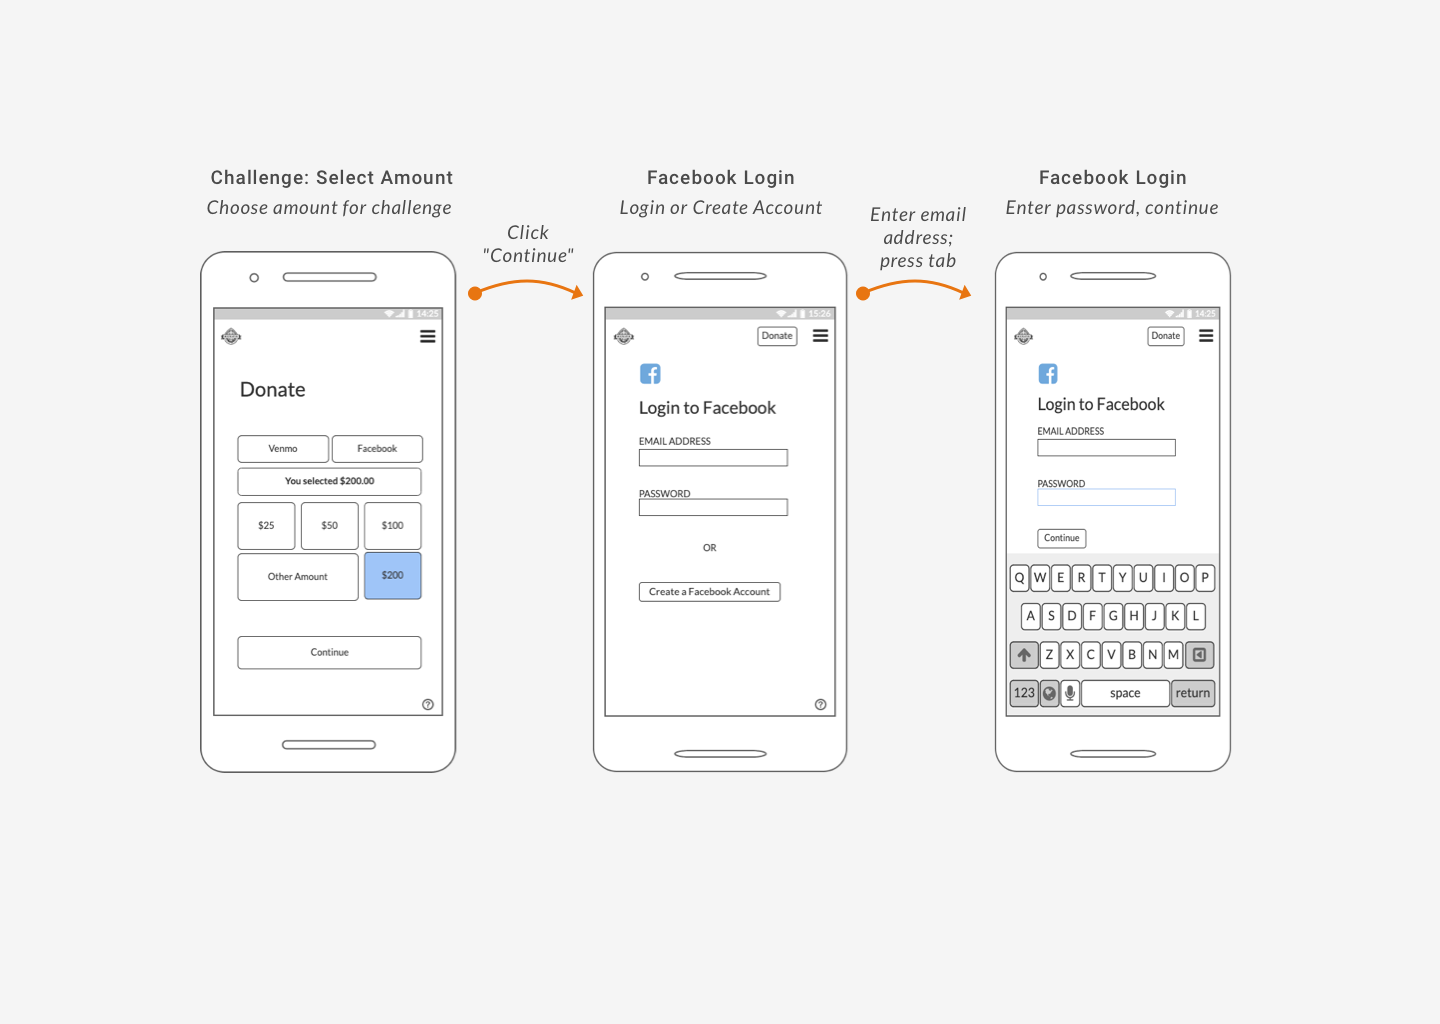 Challenge: Select Amount
Choose amount for challenge
Click
"Continue"
Facebook Login
Login or Create Account
Enter email
address;
press tab
Facebook Login
Enter password, continue
14:25
Donate
Venmo
Facebook
You selected $200.00
$25
$50
$100
Other Amount
$200
Continue
?
15:26
Donate
Login to Facebook
EMAIL ADDRESS
PASSWORD
OR
Create a Facebook Account
?
14:25
Donate
Login to Facebook
EMAIL ADDRESS
PASSWORD
Continue
Q W E R T Y U I O P
A S D F G H J K L
Z X C V B N M
123 space return